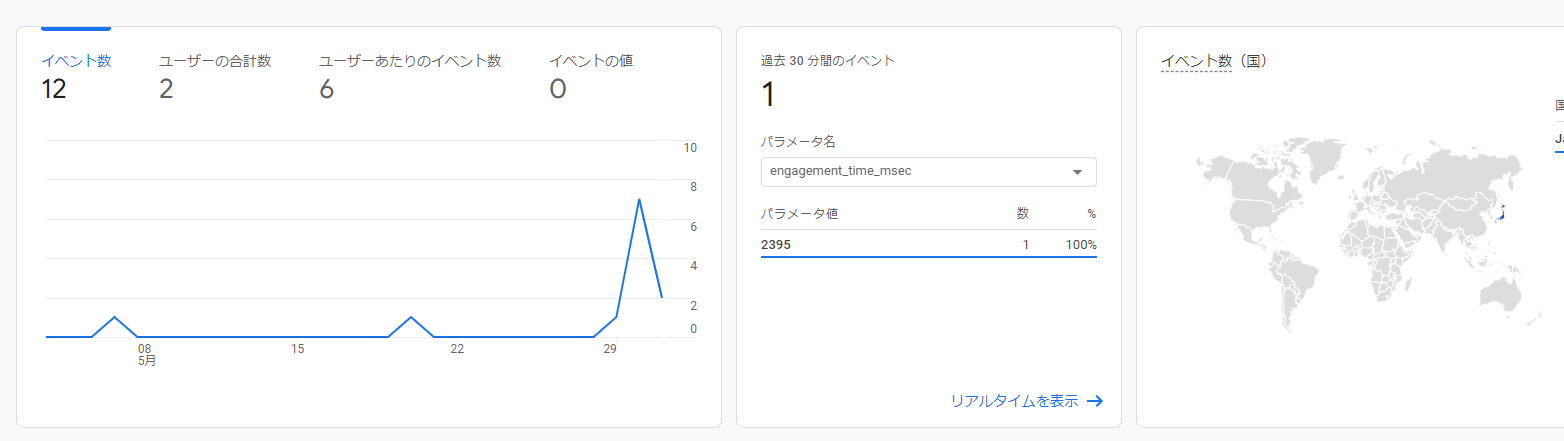 イベント数
12
ユーザーの合計数
2
ユーザーあたりのイベント数
6
イベントの値
0
10
8
6
4
2
0
08
5月
15
22
29
過去 30 分間のイベント
1
パラメータ名
engagement_time_msec
パラメータ値 数 %
2395 1 100%
リアルタイムを表示
イベント数（国）